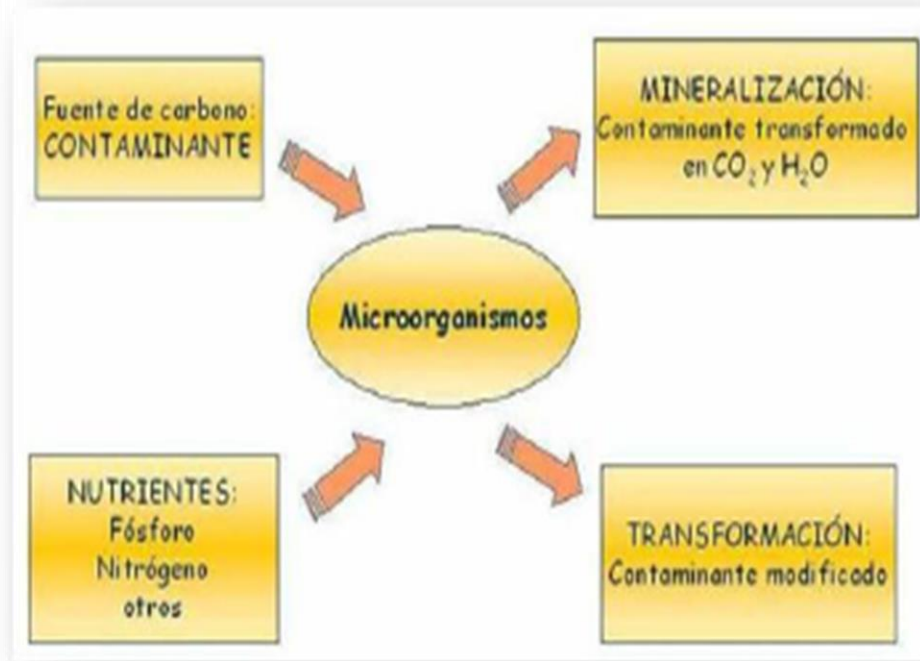 Fuente de carbono:
CONTAMINANTE
MINERALIZACIÓN:
Contaminante transformado
en CO₂ y H₂O
Microorganismos
NUTRIENTES:
Fósforo
Nitrógeno
otros
TRANSFORMACIÓN:
Contaminante modificado